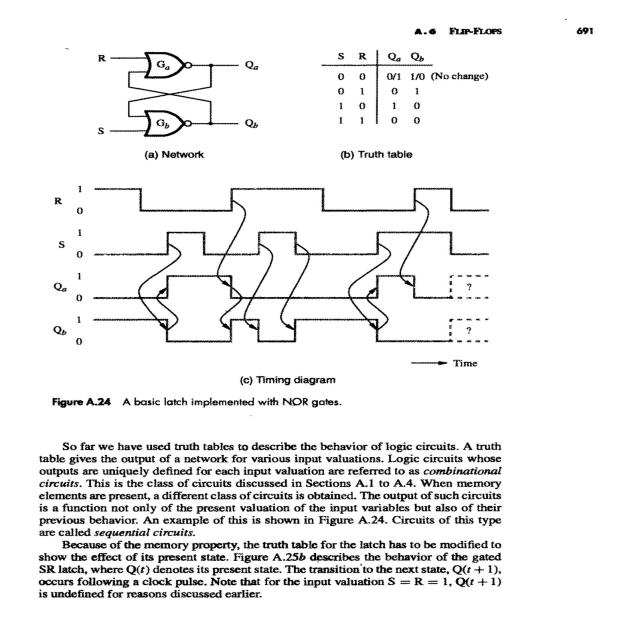 A.6 FLIP-FLOPS 691
R
G_a
Q_a
G_b
Q_b
S
S R Q_a Q_b
0 0 0/1 1/0 (No change)
0 1 0 1
1 0 1 0
1 1 0 0
(a) Network
(b) Truth table
R 1 0
S 1 0
Q_a 1 0 ?
Q_b 1 0 ?
Time
(c) Timing diagram
Figure A.24 A basic latch implemented with NOR gates.
So far we have used truth tables to describe the behavior of logic circuits. A truth
table gives the output of a network for various input valuations. Logic circuits whose
outputs are uniquely defined for each input valuation are referred to as combinational
circuits. This is the class of circuits discussed in Sections A.1 to A.4. When memory
elements are present, a different class of circuits is obtained. The output of such circuits
is a function not only of the present valuation of the input variables but also of their
previous behavior. An example of this is shown in Figure A.24. Circuits of this type
are called sequential circuits.
Because of the memory property, the truth table for the latch has to be modified to
show the effect of its present state. Figure A.25b describes the behavior of the gated
SR latch, where Q(t) denotes its present state. The transition to the next state, Q(t + 1),
occurs following a clock pulse. Note that for the input valuation S = R = 1, Q(t + 1)
is undefined for reasons discussed earlier.